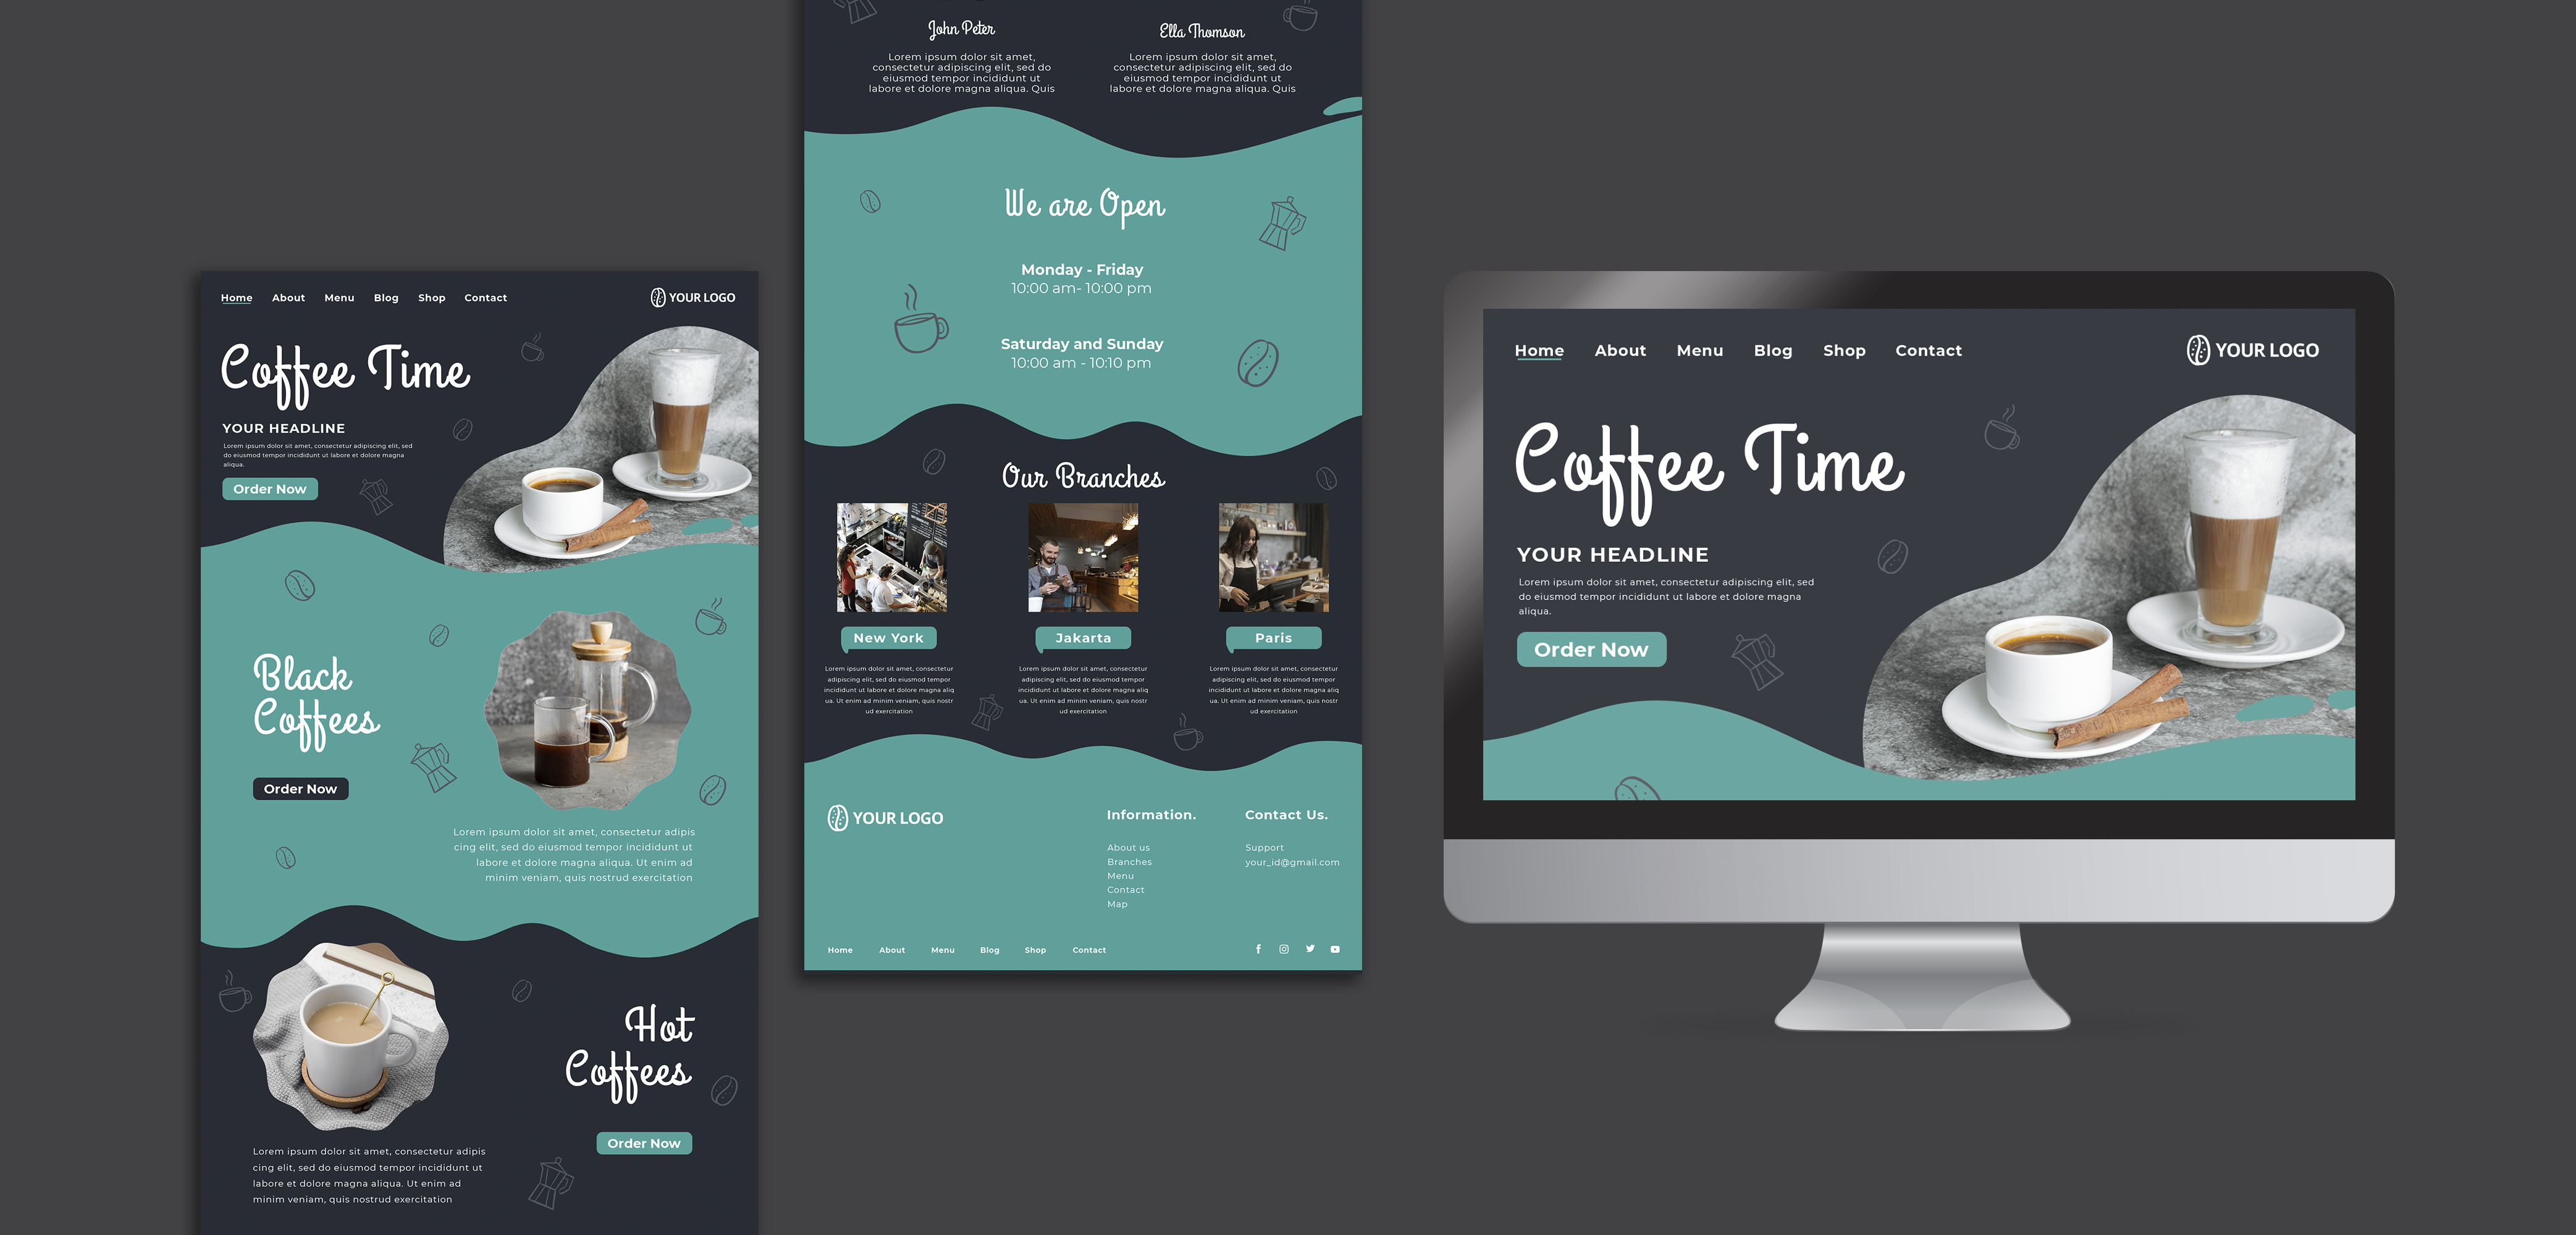 Home About Menu Blog Shop Contact
YOUR LOGO
Coffee Time
YOUR HEADLINE
Lorem ipsum dolor sit amet, consectetur adipiscing elit, sed
do eiusmod tempor incididunt ut labore et dolore magna
aliqua.
Order Now
Black
Coffees
Order Now
Lorem ipsum dolor sit amet, consectetur adipis
cing elit, sed do eiusmod tempor incididunt ut
labore et dolore magna aliqua. Ut enim ad
minim veniam, quis nostrud exercitation
Hot
Coffees
Order Now
Lorem ipsum dolor sit amet, consectetur adipis
cing elit, sed do eiusmod tempor incididunt ut
labore et dolore magna aliqua. Ut enim ad
minim veniam, quis nostrud exercitation
John Peter
Lorem ipsum dolor sit amet,
consectetur adipiscing elit, sed do
eiusmod tempor incididunt ut
labore et dolore magna aliqua. Quis
Ella Thomson
Lorem ipsum dolor sit amet,
consectetur adipiscing elit, sed do
eiusmod tempor incididunt ut
labore et dolore magna aliqua. Quis
We are Open
Monday - Friday
10:00 am- 10:00 pm
Saturday and Sunday
10:00 am - 10:10 pm
Our Branches
New York
Lorem ipsum dolor sit amet, consectetur
adipiscing elit, sed do eiusmod tempor
incididunt ut labore et dolore magna aliq
ua. Ut enim ad minim veniam, quis nostr
ud exercitation
Jakarta
Lorem ipsum dolor sit amet, consectetur
adipiscing elit, sed do eiusmod tempor
incididunt ut labore et dolore magna aliq
ua. Ut enim ad minim veniam, quis nostr
ud exercitation
Paris
Lorem ipsum dolor sit amet, consectetur
adipiscing elit, sed do eiusmod tempor
incididunt ut labore et dolore magna aliq
ua. Ut enim ad minim veniam, quis nostr
ud exercitation
YOUR LOGO
Information.
About us
Branches
Menu
Contact
Map
Contact Us.
Support
your_id@gmail.com
Home About Menu Blog Shop Contact
Home About Menu Blog Shop Contact
YOUR LOGO
Coffee Time
YOUR HEADLINE
Lorem ipsum dolor sit amet, consectetur adipiscing elit, sed
do eiusmod tempor incididunt ut labore et dolore magna
aliqua.
Order Now